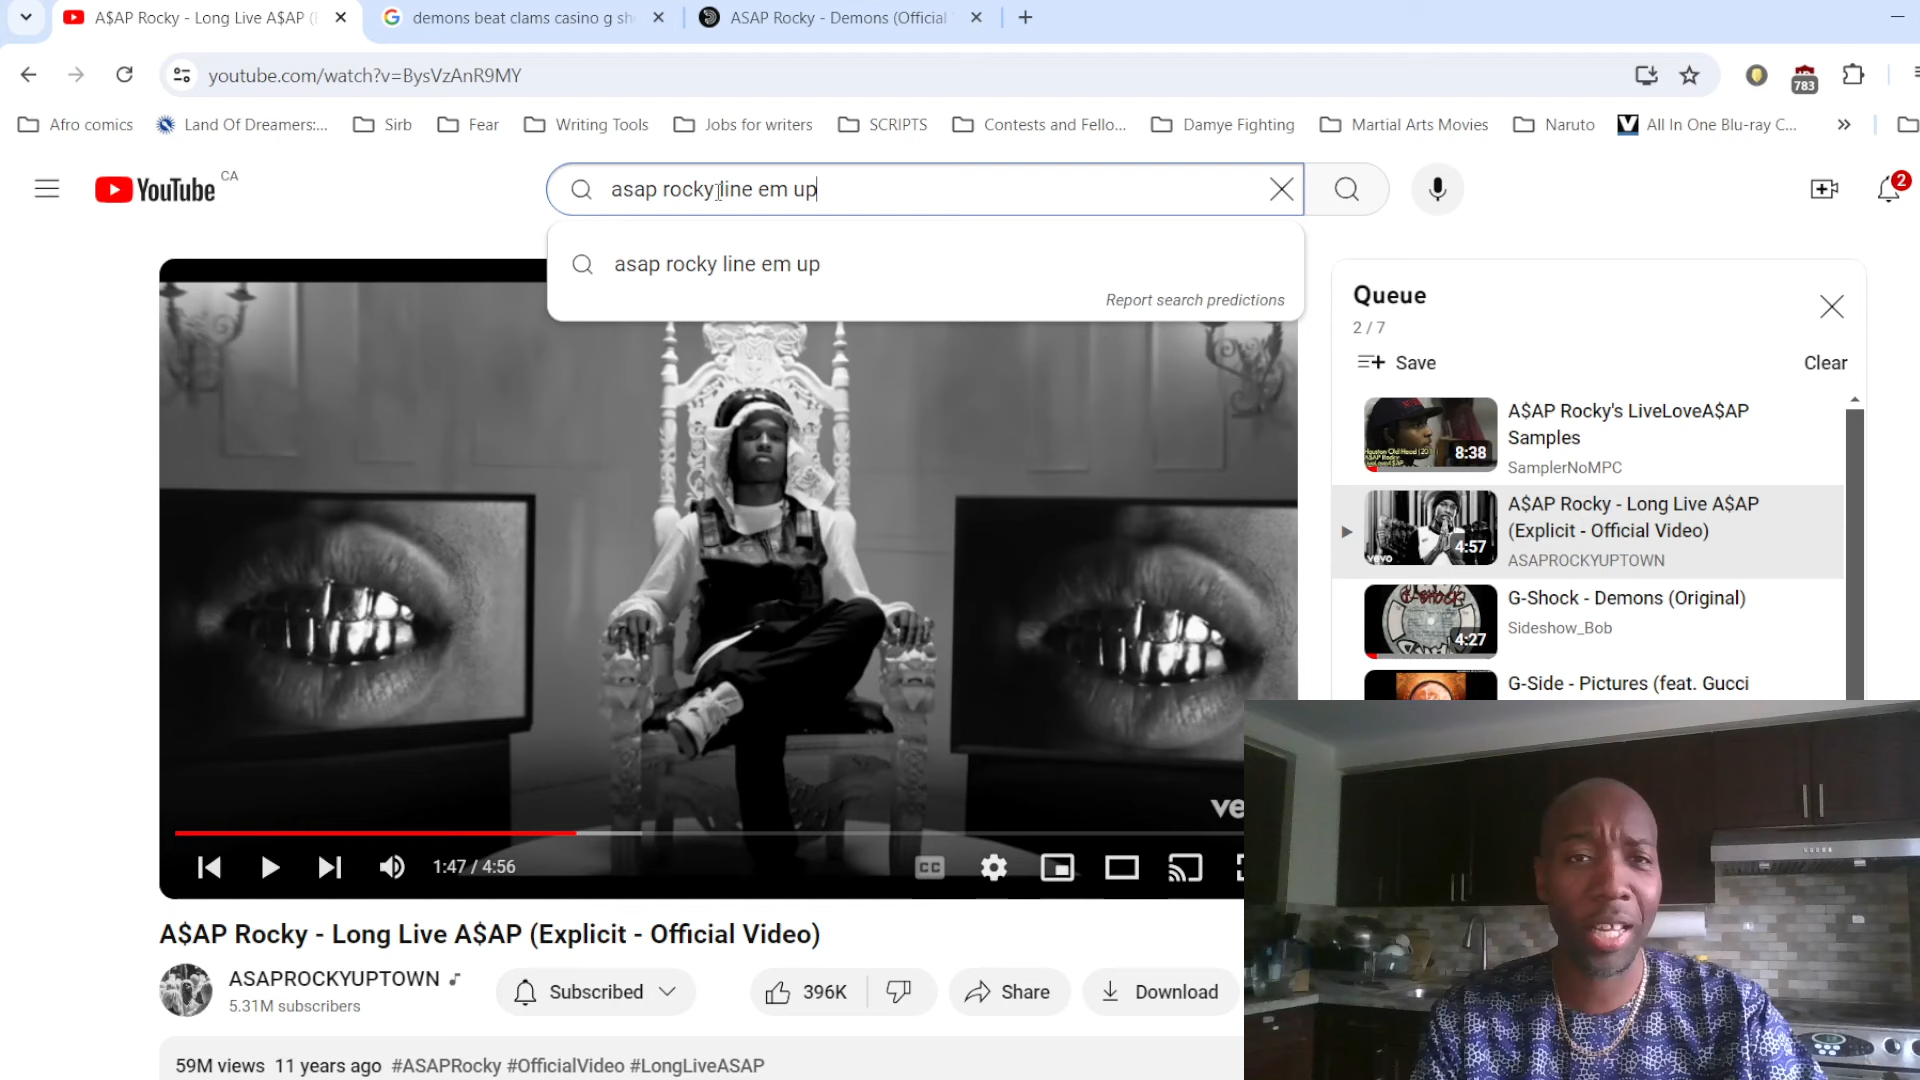 A$AP Rocky - Long Live A$AP (
demons beat clams casino g sh
ASAP Rocky - Demons (Official
youtube.com/watch?v=BysVzAnR9MY
783
Afro comics
Land Of Dreamers:...
Sirb
Fear
Writing Tools
Jobs for writers
SCRIPTS
Contests and Fello...
Damye Fighting
Martial Arts Movies
Naruto
All In One Blu-ray C...
YouTube CA
asap rocky line em up
2
asap rocky line em up
Report search predictions
Queue
2 / 7
Save
Clear
8:38
A$AP Rocky's LiveLoveA$AP
Samples
SamplerNoMPC
vevo
4:57
A$AP Rocky - Long Live A$AP
(Explicit - Official Video)
ASAPROCKYUPTOWN
G-SHOCK
4:27
G-Shock - Demons (Original)
Sideshow_Bob
G-Side - Pictures (feat. Gucci
ve
1:47 / 4:56
CC
A$AP Rocky - Long Live A$AP (Explicit - Official Video)
ASAPROCKYUPTOWN
5.31M subscribers
Subscribed
396K
Share
Download
59M views 11 years ago #ASAPRocky #OfficialVideo #LongLiveASAP